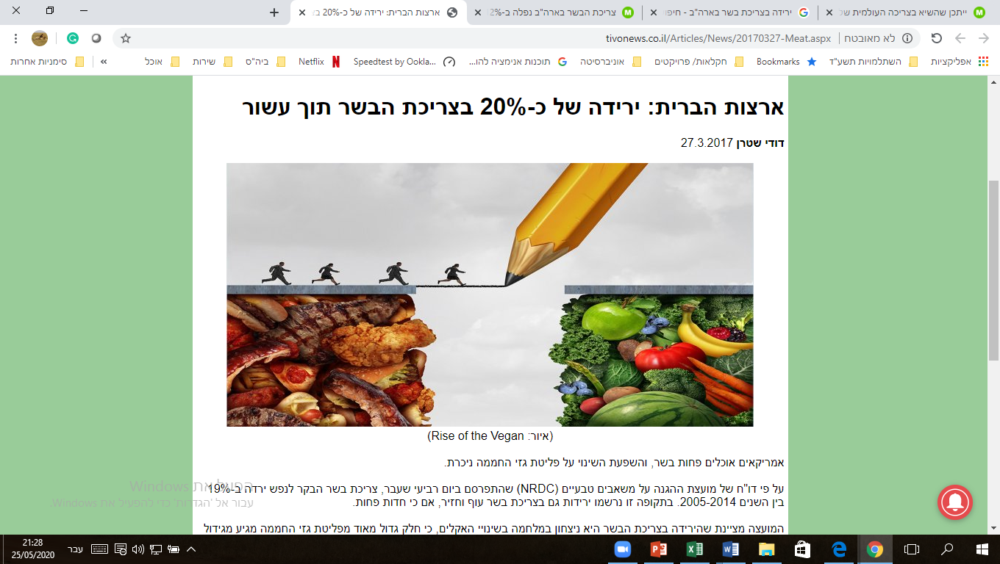 ארצות הברית: ירידה של כ-20% בצ
צריכת הבשר בארה"ב נפלה ב-12%
ירידה בצריכת בשר בארה"ב - חיפו
ייתכן שהשיא בצריכה העולמית של
tivonews.co.il/Articles/News/20170327-Meat.aspx | לא מאובטח
אפליקציות השתלמויות תשע"ד Bookmarks חקלאות/ פרויקטים אוניברסיטה תוכנות אנימציה להו... Speedtest by Ookla... Netflix ביה"ס שירות אוכל » סימניות אחרות
ארצות הברית: ירידה של כ-20% בצריכת הבשר תוך עשור
דודי שטרן 27.3.2017
(איור: Rise of the Vegan)
אמריקאים אוכלים פחות בשר, והשפעת השינוי על פליטת גזי החממה ניכרת.
על פי דו"ח של מועצת ההגנה על משאבים טבעיים (NRDC) שהתפרסם ביום רביעי שעבר, צריכת בשר הבקר לנפש ירדה ב-19%
בין השנים 2005-2014. בתקופה זו נרשמו ירידות גם בצריכת בשר עוף וחזיר, אם כי חדות פחות.
המועצה מציינת שהירידה בצריכת הבשר היא ניצחון במלחמה בשינויי האקלים, כי חלק גדול מאוד מפליטת גזי החממה מגיע מגידול
הפעל את Windows
עבור אל 'הגדרות' כדי להפעיל את Windows.
עבר
21:28
25/05/2020